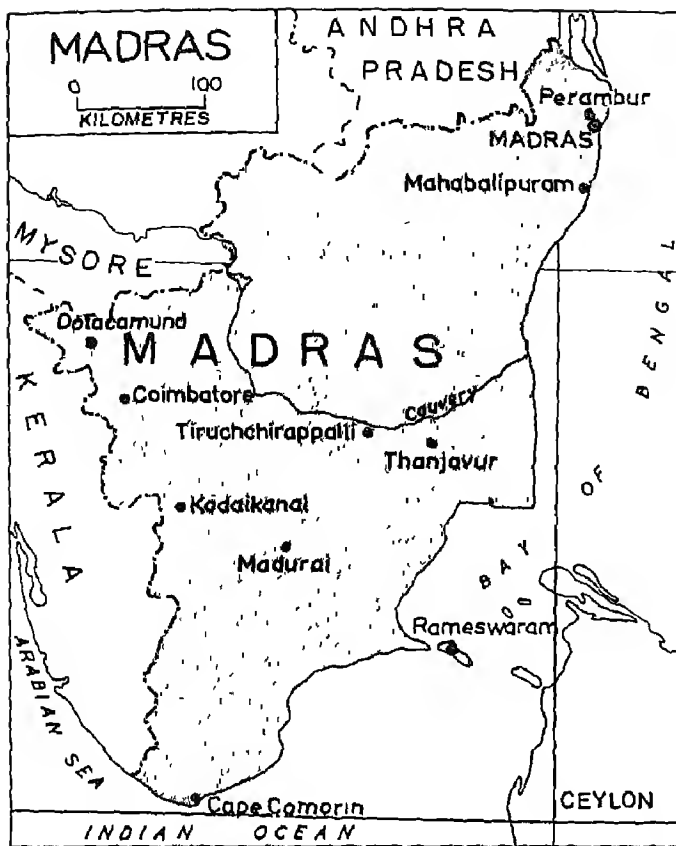 MADRAS
0 100
KILOMETRES
ANDHRA
PRADESH
Perambur
MADRAS
Mahabalipuram
MYSORE
BAY OF BENGAL
Ootacamund
MADRAS
KERALA
Coimbatore
Cauvery
Tiruchchirappalli
Thanjavur
Kodaikanal
Madurai
Rameswaram
ARABIAN SEA
Cape Comorin
CEYLON
INDIAN OCEAN